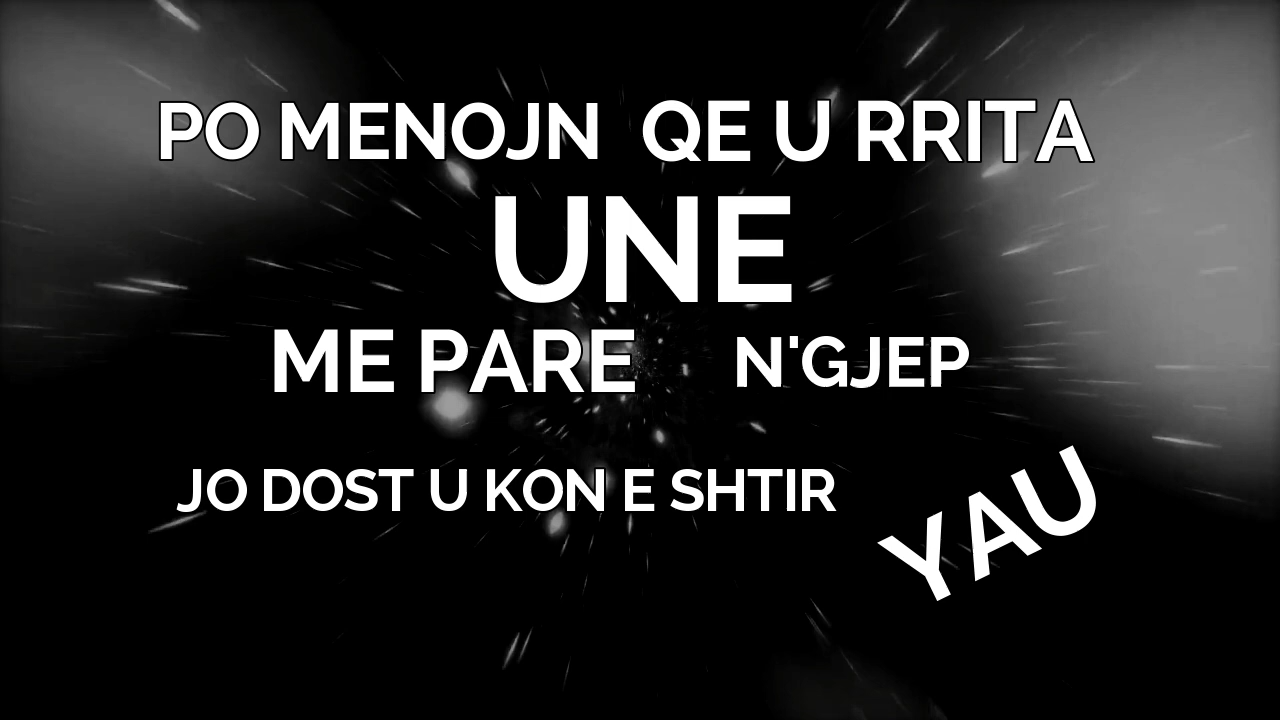 PO MENOJN QE U RRITA
UNE
ME PARE N'GJEP
JO DOST U KON E SHTIR
YAU